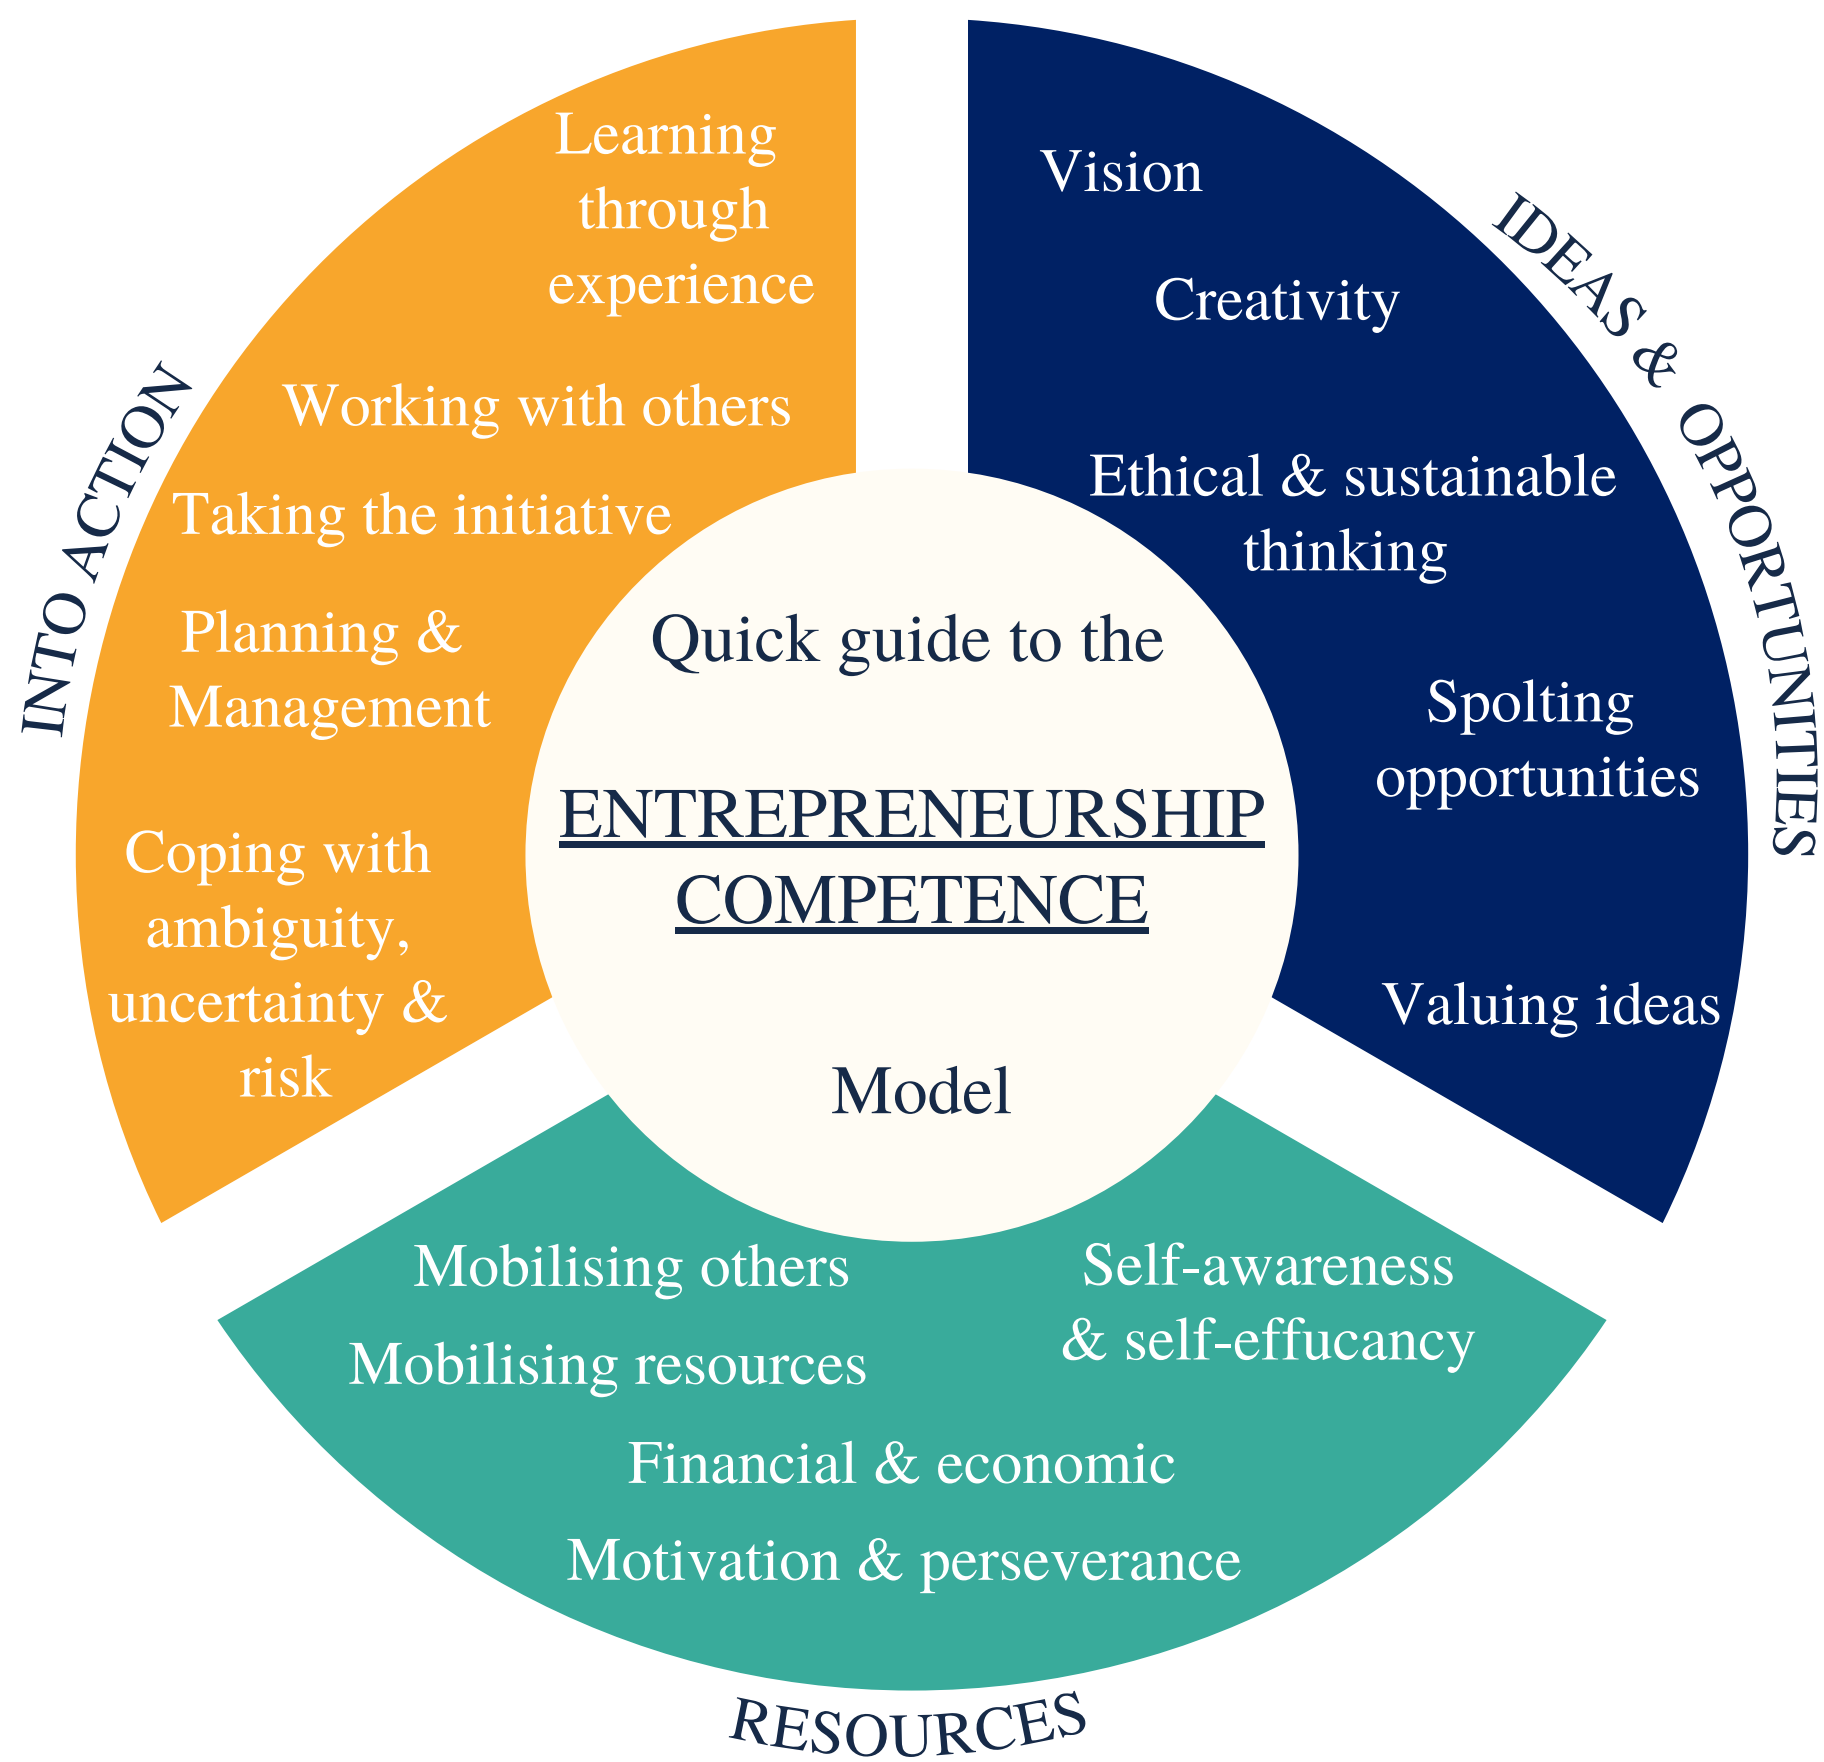 Quick guide to the
ENTREPRENEURSHIP
COMPETENCE
Model
IDEAS & OPPORTUNITIES
Vision
Creativity
Ethical & sustainable
thinking
Spolting
opportunities
Valuing ideas
RESOURCES
Self-awareness
& self-effucancy
Mobilising others
Mobilising resources
Financial & economic
Motivation & perseverance
INTO ACTION
Learning
through
experience
Working with others
Taking the initiative
Planning &
Management
Coping with
ambiguity,
uncertainty &
risk